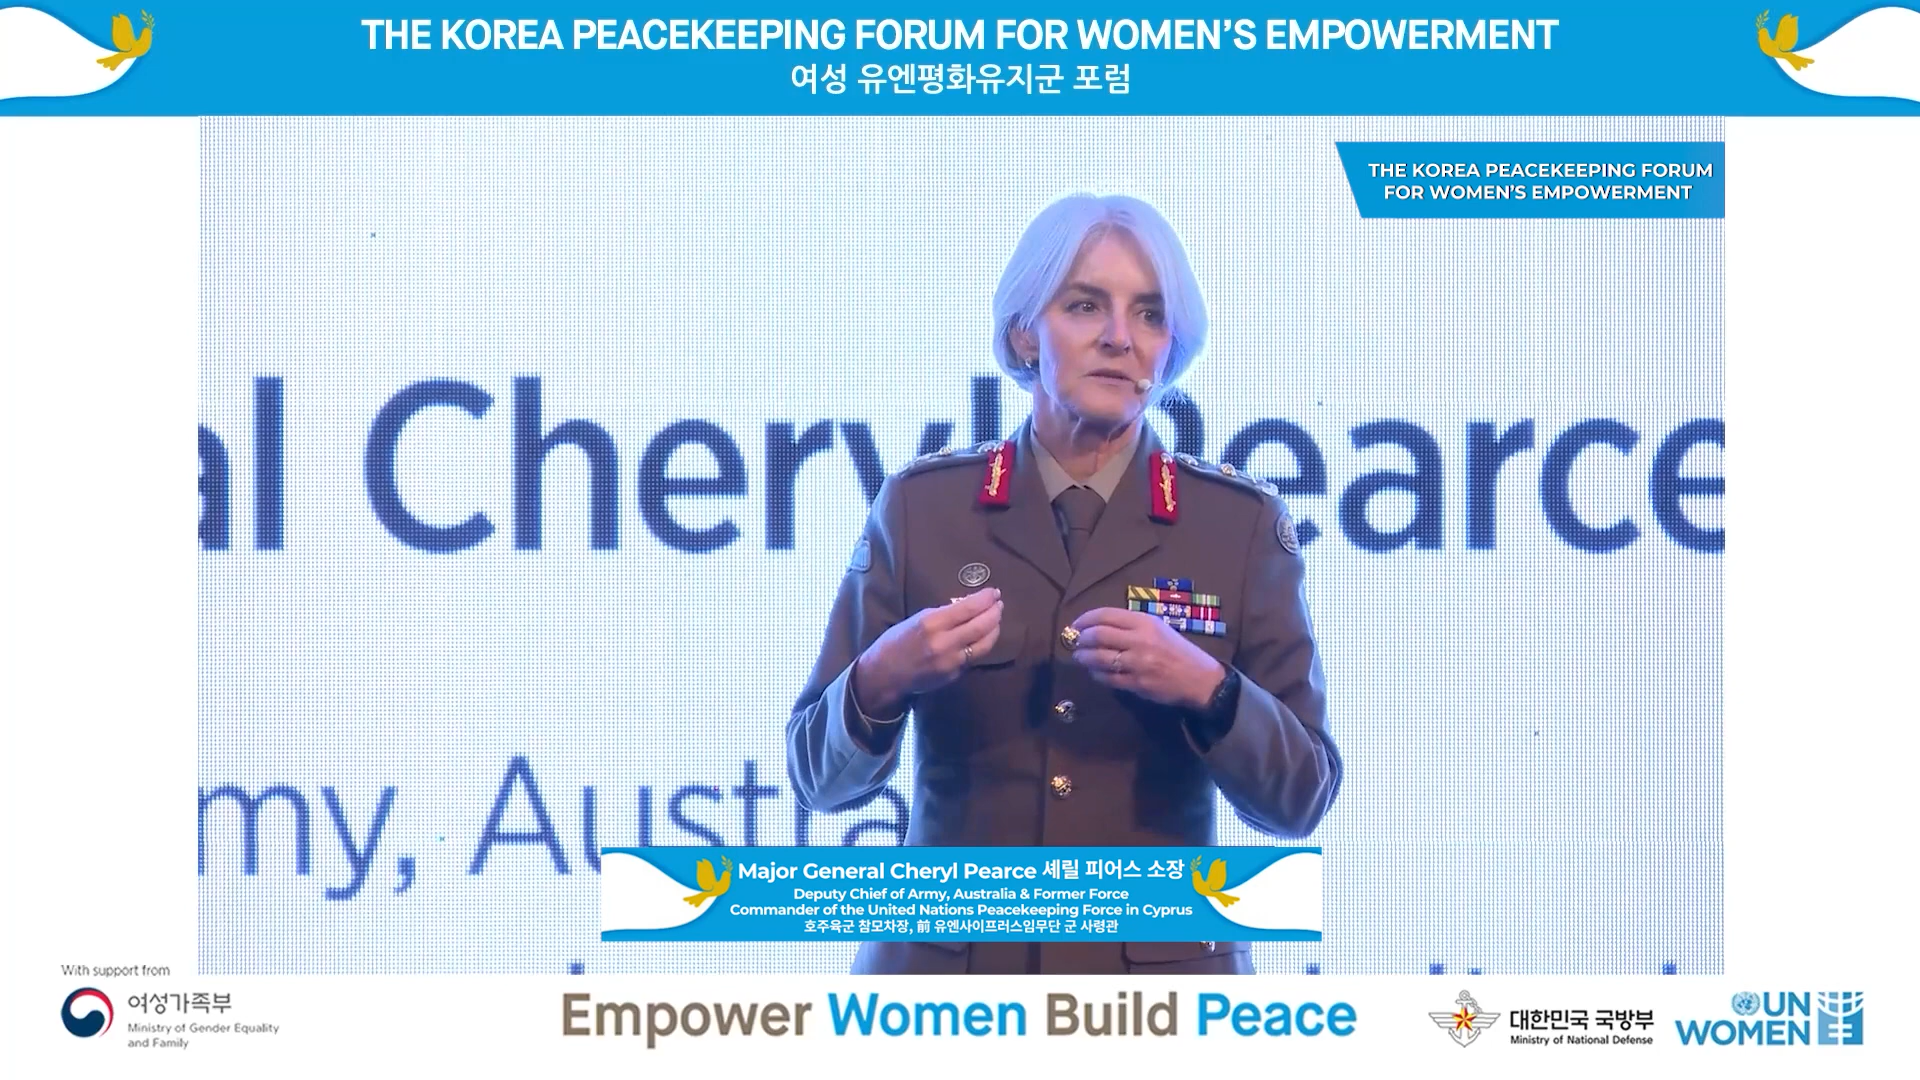 THE KOREA PEACEKEEPING FORUM FOR WOMEN'S EMPOWERMENT
여성 유엔평화유지군 포럼
THE KOREA PEACEKEEPING FORUM
FOR WOMEN'S EMPOWERMENT
al Cheryl Pearce
my, Austra
Major General Cheryl Pearce 셰릴 피어스 소장
Deputy Chief of Army, Australia & Former Force
Commander of the United Nations Peacekeeping Force in Cyprus
호주육군 참모차장, 前 유엔사이프러스임무단 군 사령관
With support from
여성가족부
Ministry of Gender Equality
and Family
Empower Women Build Peace
대한민국 국방부
Ministry of National Defense
UN
WOMEN